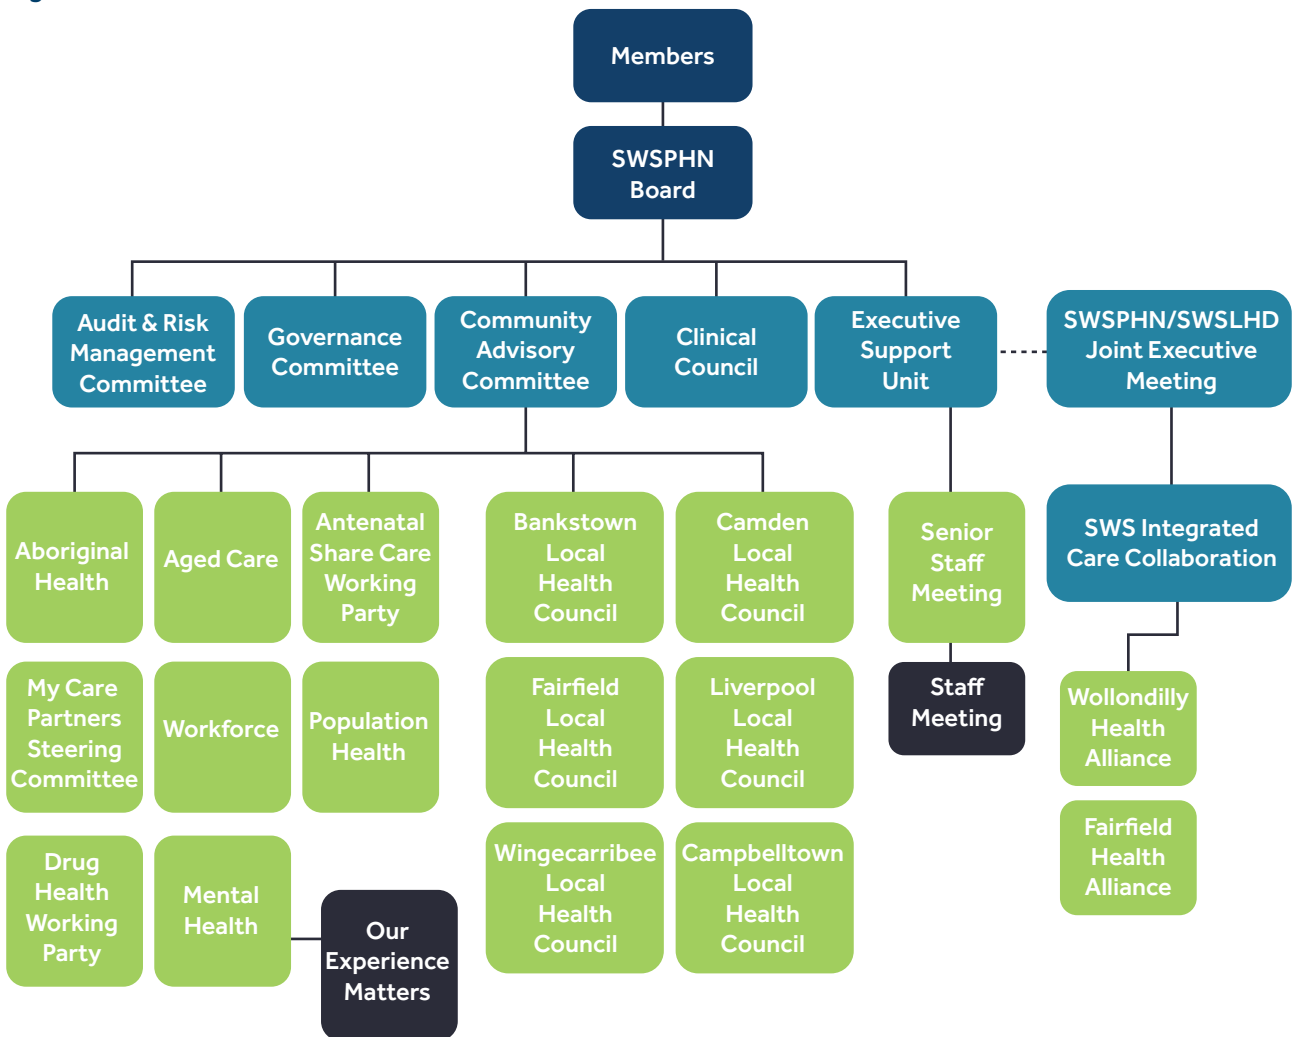 Members
SWSPHN
Board
Audit & Risk
Management
Committee
Governance
Committee
Community
Advisory
Committee
Clinical
Council
Executive
Support
Unit
SWSPHN/SWSLHD
Joint Executive
Meeting
Aboriginal
Health
Aged Care
Antenatal
Share Care
Working
Party
Bankstown
Local
Health
Council
Camden
Local
Health
Council
Senior
Staff
Meeting
SWS Integrated
Care Collaboration
My Care
Partners
Steering
Committee
Workforce
Population
Health
Fairfield
Local
Health
Council
Liverpool
Local
Health
Council
Staff
Meeting
Wollondilly
Health
Alliance
Drug
Health
Working
Party
Mental
Health
Our
Experience
Matters
Wingecarribee
Local
Health
Council
Campbelltown
Local
Health
Council
Fairfield
Health
Alliance